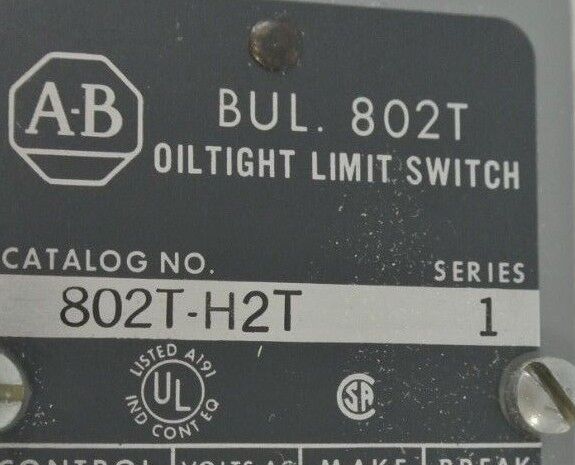 A-B
BUL. 802T
OILTIGHT LIMIT SWITCH
CATALOG NO. SERIES
802T-H2T 1
LISTED A191
UL
IND CONT EQ
SA
CONTROL VOLTS AC MAKE BREAK